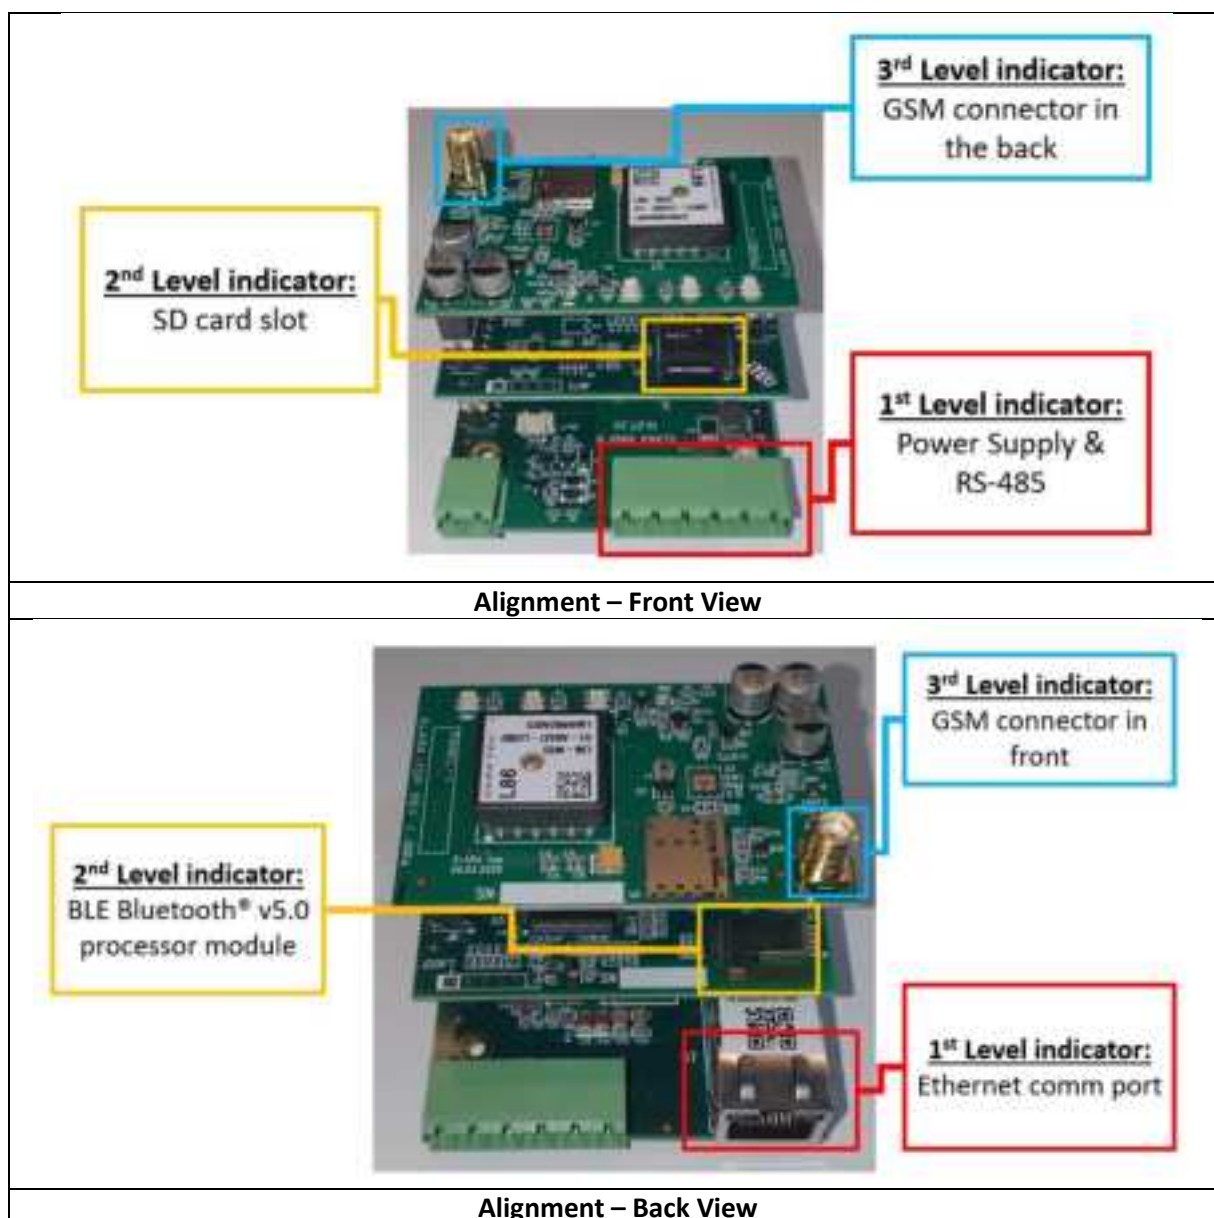 3rd Level indicator:
GSM connector in
the back
2nd Level indicator:
SD card slot
1st Level indicator:
Power Supply &
RS-485
Alignment – Front View
3rd Level indicator:
GSM connector in
front
L86
2nd Level indicator:
BLE Bluetooth® v5.0
processor module
1st Level indicator:
Ethernet comm port
Alignment – Back View